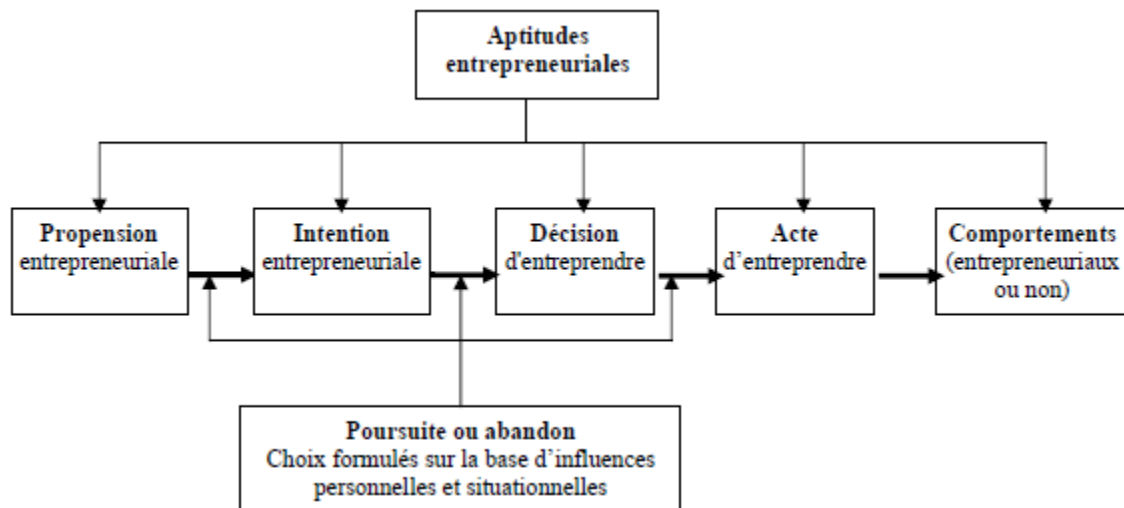 Aptitudes
entrepreneuriales
Propension
entrepreneuriale
Intention
entrepreneuriale
Décision
d'entreprendre
Acte
d’entreprendre
Comportements
(entrepreneuriaux
ou non)
Poursuite ou abandon
Choix formulés sur la base d’influences
personnelles et situationnelles